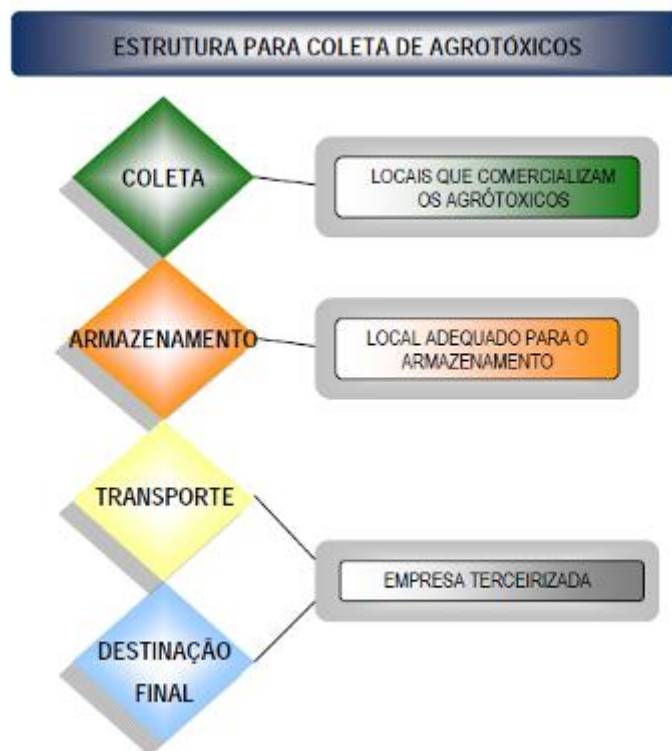 ESTRUTURA PARA COLETA DE AGROTÓXICOS
COLETA
LOCAIS QUE COMERCIALIZAM
OS AGRÓTOXICOS
ARMAZENAMENTO
LOCAL ADEQUADO PARA O
ARMAZENAMENTO
TRANSPORTE
EMPRESA TERCEIRIZADA
DESTINAÇÃO
FINAL